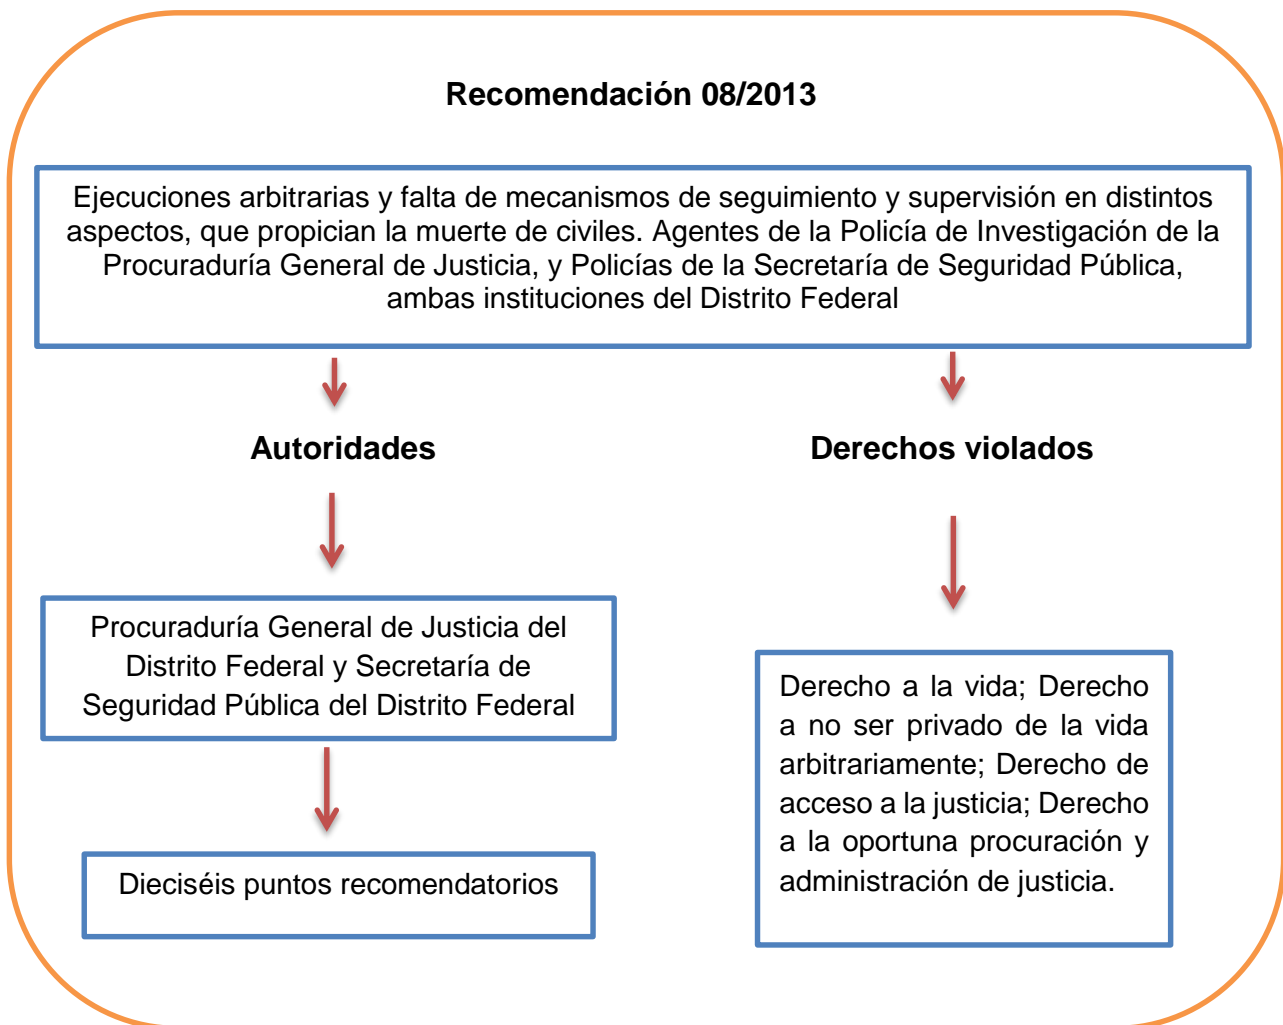 Recomendación 08/2013
Ejecuciones arbitrarias y falta de mecanismos de seguimiento y supervisión en distintos
aspectos, que propician la muerte de civiles. Agentes de la Policía de Investigación de la
Procuraduría General de Justicia, y Policías de la Secretaría de Seguridad Pública,
ambas instituciones del Distrito Federal
Autoridades
Procuraduría General de Justicia del
Distrito Federal y Secretaría de
Seguridad Pública del Distrito Federal
Dieciséis puntos recomendatorios
Derechos violados
Derecho a la vida; Derecho
a no ser privado de la vida
arbitrariamente; Derecho de
acceso a la justicia; Derecho
a la oportuna procuración y
administración de justicia.